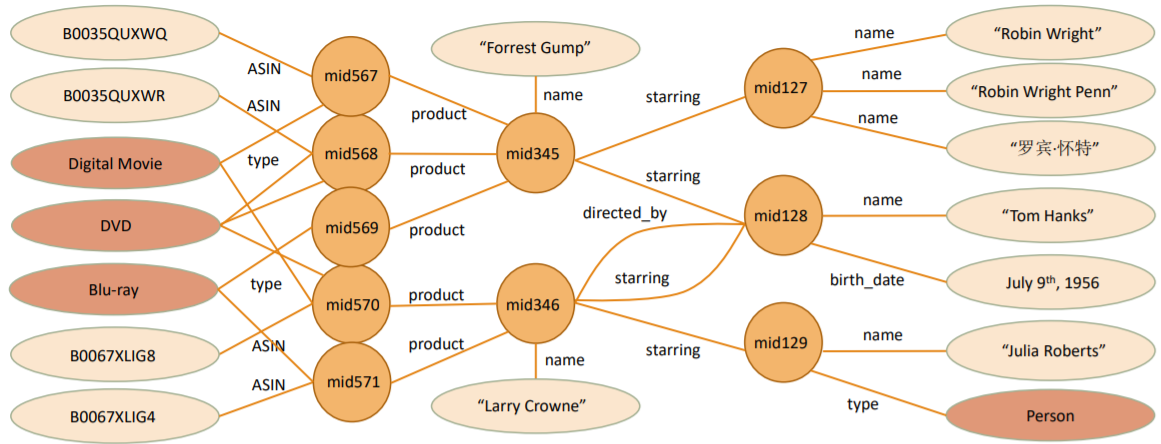 B0035QUXWQ
B0035QUXWR
Digital Movie
DVD
Blu-ray
B0067XLIG8
B0067XLIG4
ASIN
ASIN
type
type
ASIN
ASIN
mid567
mid568
mid569
mid570
mid571
product
product
product
product
product
“Forrest Gump”
name
mid345
mid346
name
“Larry Crowne”
starring
starring
directed_by
starring
starring
mid127
mid128
mid129
name
name
name
name
birth_date
name
type
“Robin Wright”
“Robin Wright Penn”
“罗宾·怀特”
“Tom Hanks”
July 9th, 1956
“Julia Roberts”
Person